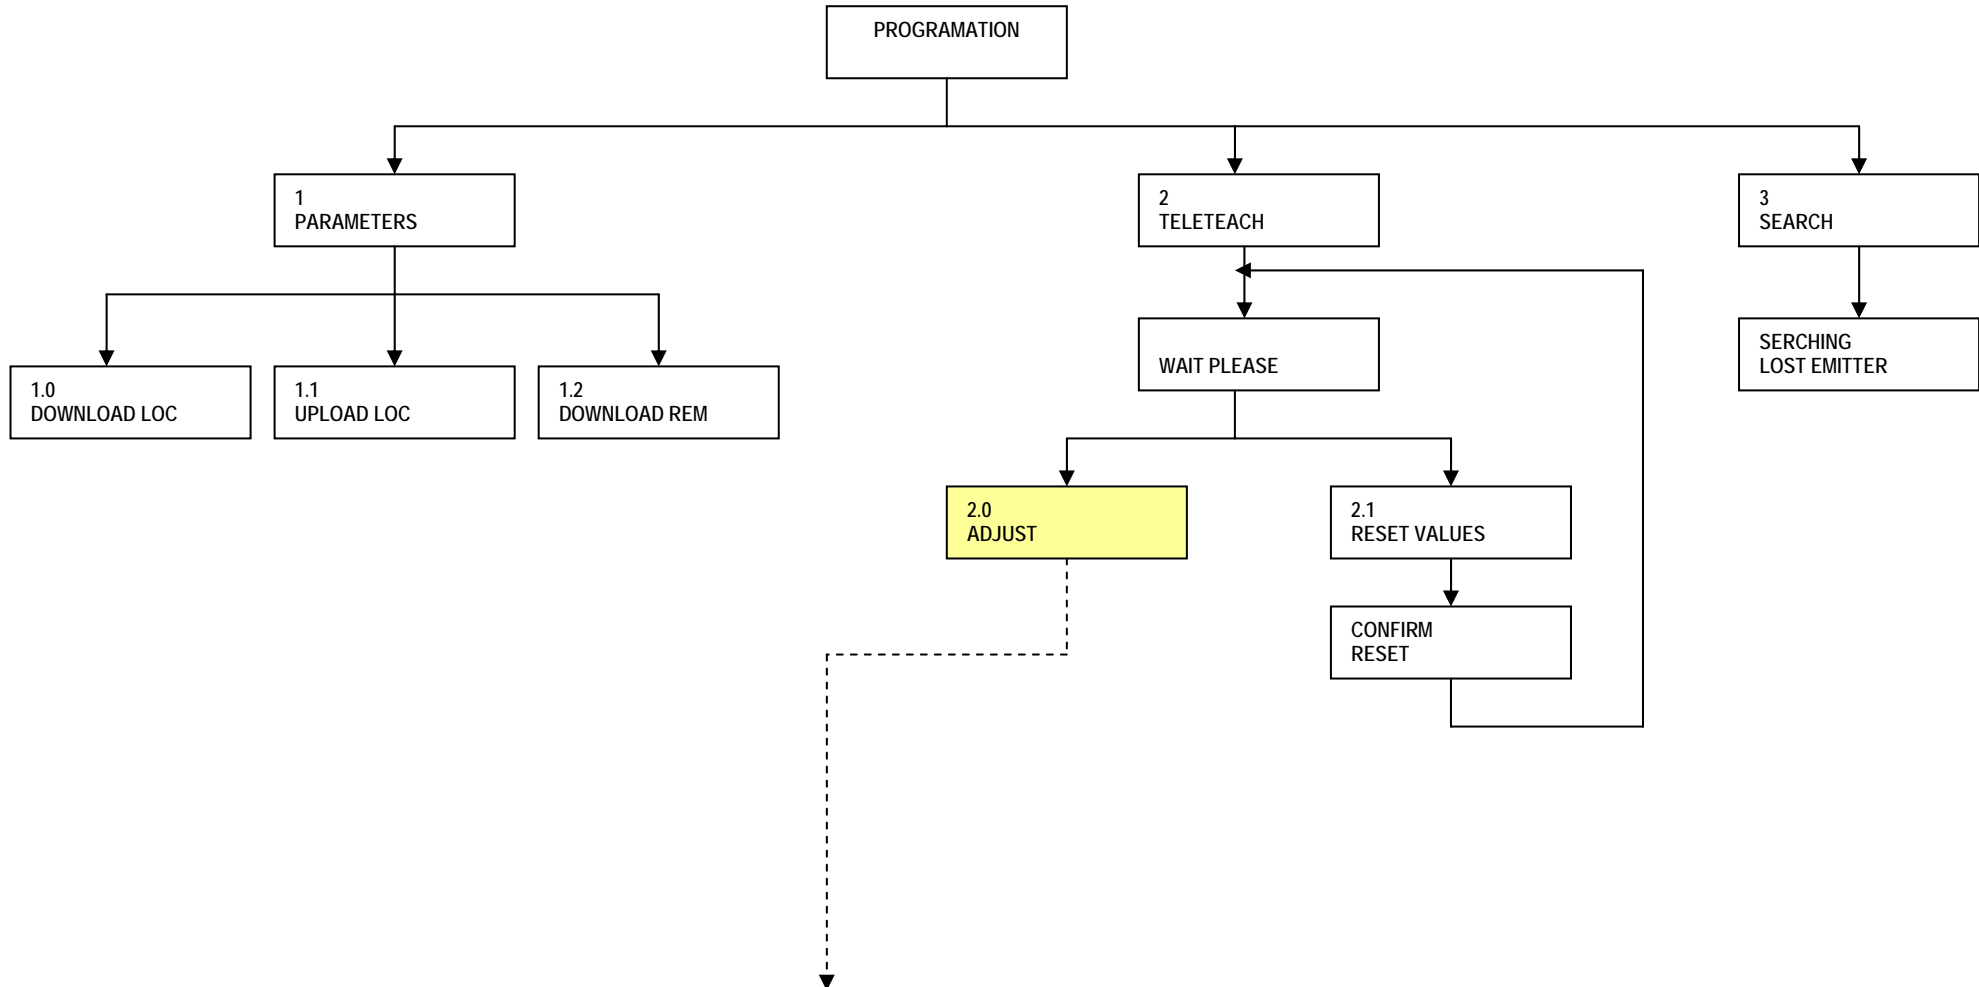 PROGRAMATION
1
PARAMETERS
2
TELETEACH
3
SEARCH
WAIT PLEASE
SERCHING
LOST EMITTER
1.0
DOWNLOAD LOC
1.1
UPLOAD LOC
1.2
DOWNLOAD REM
2.0
ADJUST
2.1
RESET VALUES
CONFIRM
RESET